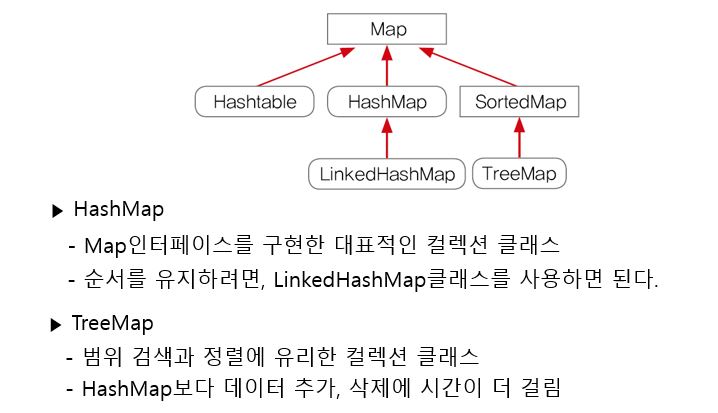 Map
Hashtable HashMap SortedMap
LinkedHashMap TreeMap
▶ HashMap
- Map인터페이스를 구현한 대표적인 컬렉션 클래스
- 순서를 유지하려면, LinkedHashMap클래스를 사용하면 된다.
▶ TreeMap
- 범위 검색과 정렬에 유리한 컬렉션 클래스
- HashMap보다 데이터 추가, 삭제에 시간이 더 걸림